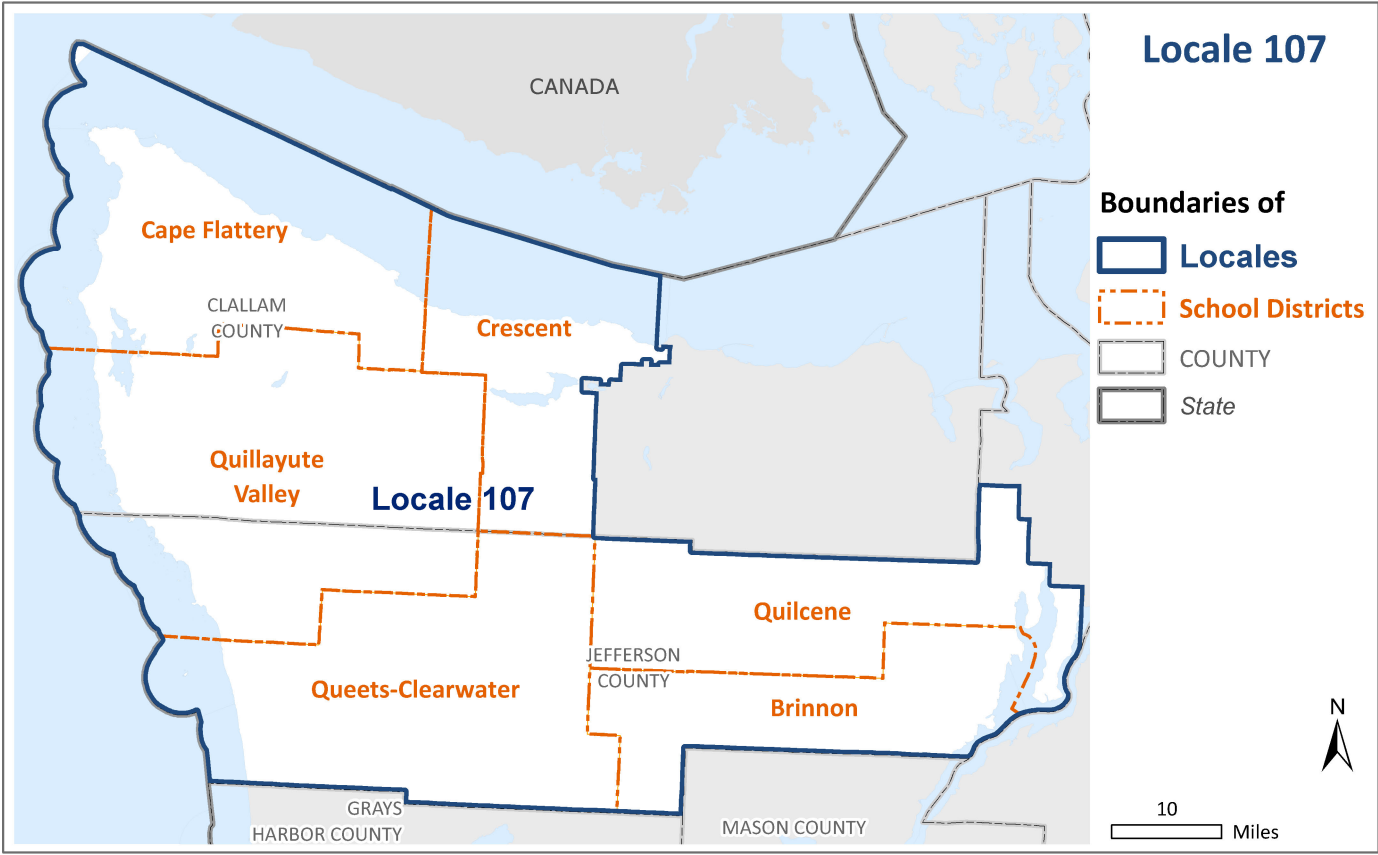 Locale 107
CANADA
Boundaries of
Locales
School Districts
COUNTY
State
Cape Flattery
CLALLAM
COUNTY
Crescent
Quillayute
Valley
Locale 107
Quilcene
JEFFERSON
COUNTY
Queets-Clearwater
Brinnon
GRAYS
HARBOR COUNTY
MASON COUNTY
N
10
Miles